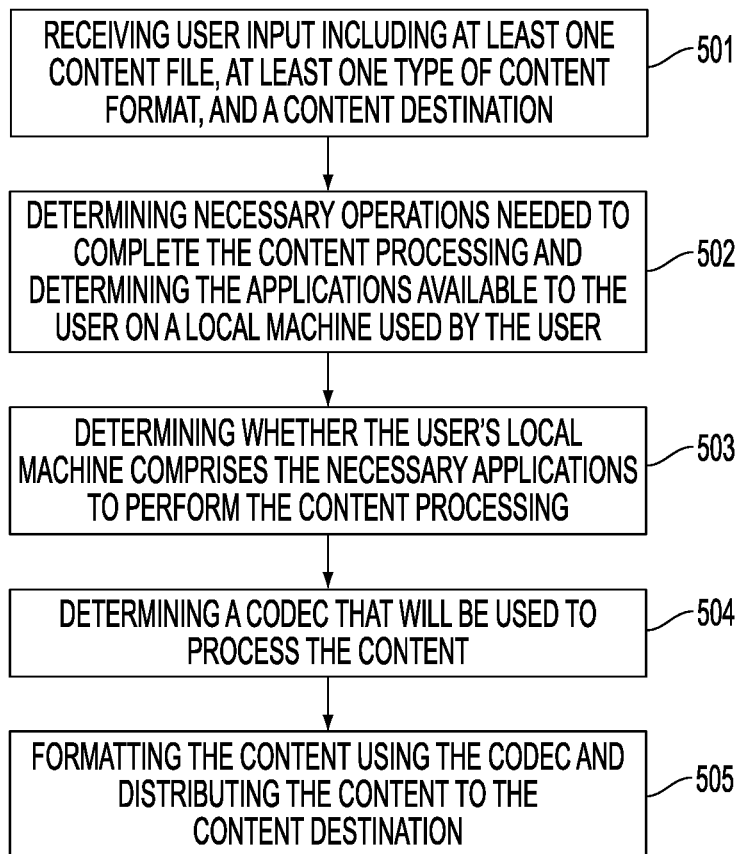 RECEIVING USER INPUT INCLUDING AT LEAST ONE
CONTENT FILE, AT LEAST ONE TYPE OF CONTENT
FORMAT, AND A CONTENT DESTINATION
501
DETERMINING NECESSARY OPERATIONS NEEDED TO
COMPLETE THE CONTENT PROCESSING AND
DETERMINING THE APPLICATIONS AVAILABLE TO THE
USER ON A LOCAL MACHINE USED BY THE USER
502
DETERMINING WHETHER THE USER'S LOCAL
MACHINE COMPRISES THE NECESSARY APPLICATIONS
TO PERFORM THE CONTENT PROCESSING
503
DETERMINING A CODEC THAT WILL BE USED TO
PROCESS THE CONTENT
504
FORMATTING THE CONTENT USING THE CODEC AND
DISTRIBUTING THE CONTENT TO THE
CONTENT DESTINATION
505